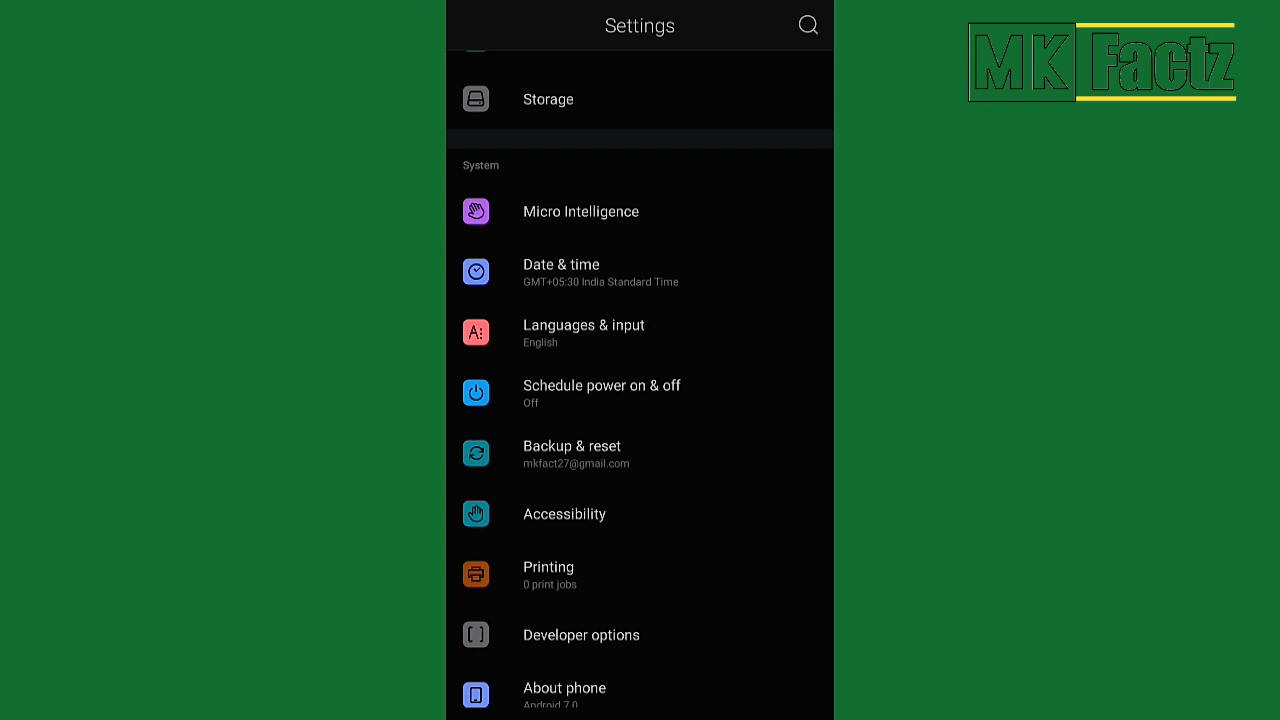 Settings
MK Factz
Storage
System
Micro Intelligence
Date & time
GMT+05:30 India Standard Time
Languages & input
English
Schedule power on & off
Off
Backup & reset
mkfact27@gmail.com
Accessibility
Printing
0 print jobs
Developer options
About phone
Android 7.0